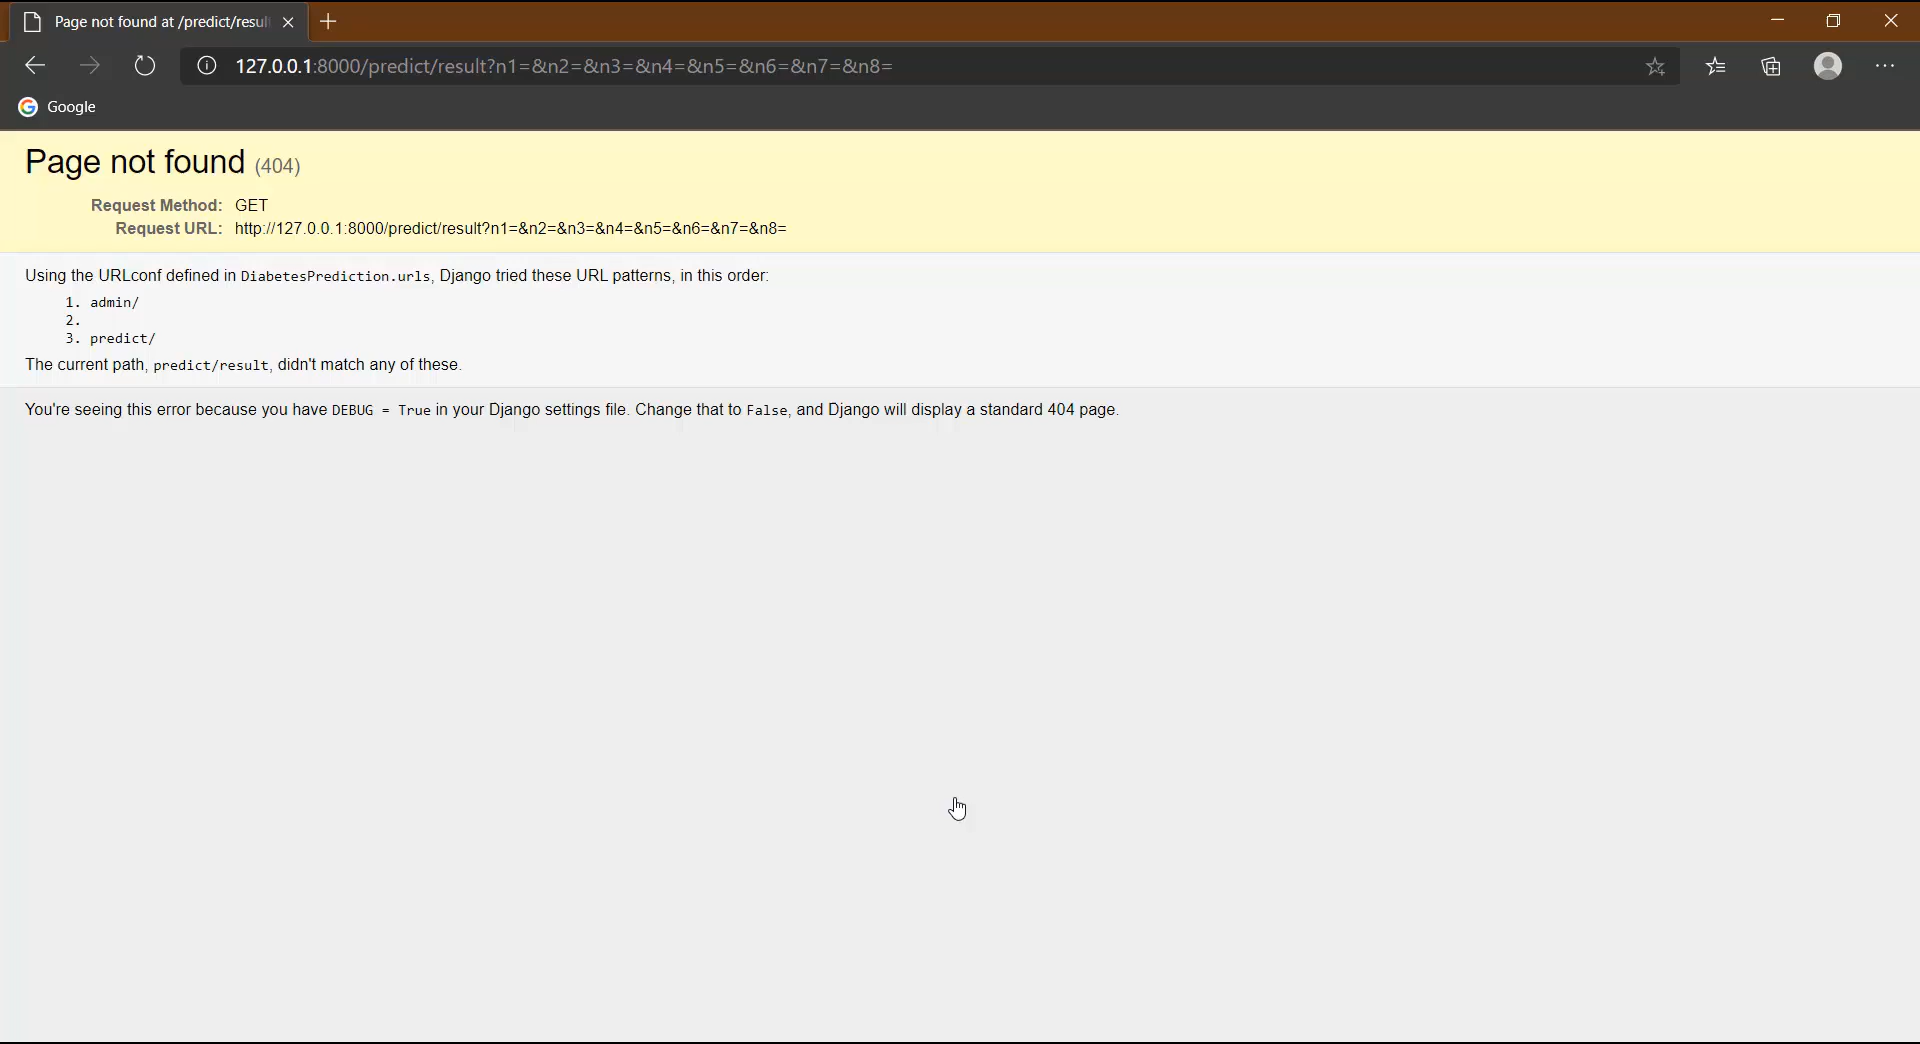 Page not found at /predict/resul
127.0.0.1:8000/predict/result?n1=&n2=&n3=&n4=&n5=&n6=&n7=&n8=
Google
Page not found (404)
Request Method: GET
Request URL: http://127.0.0.1:8000/predict/result?n1=&n2=&n3=&n4=&n5=&n6=&n7=&n8=
Using the URLconf defined in DiabetesPrediction.urls, Django tried these URL patterns, in this order:
1. admin/
2.
3. predict/
The current path, predict/result, didn't match any of these.
You're seeing this error because you have DEBUG = True in your Django settings file. Change that to False, and Django will display a standard 404 page.